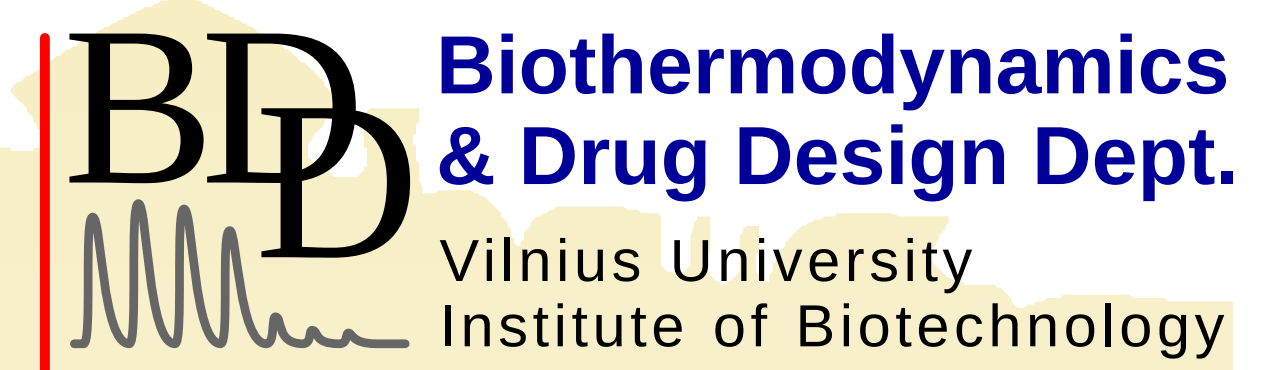 BDD
Biothermodynamics
& Drug Design Dept.
Vilnius University
Institute of Biotechnology